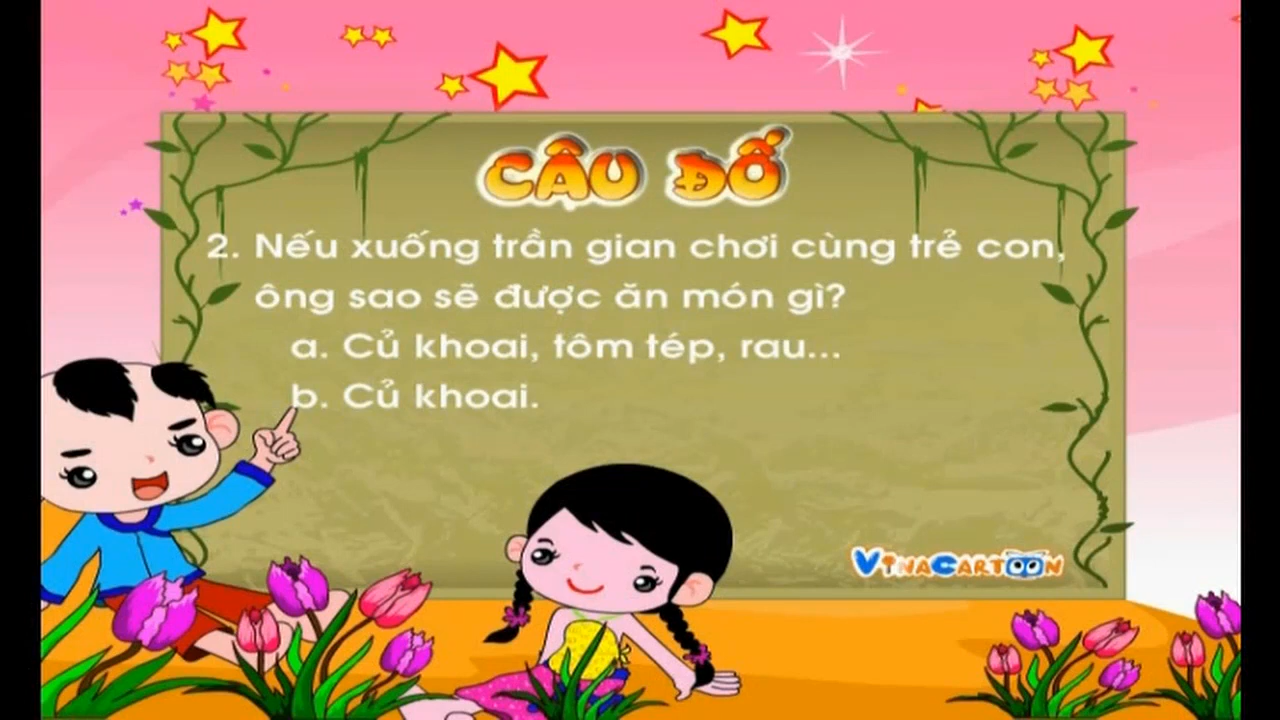 CÂU ĐỐ
2. Nếu xuống trần gian chơi cùng trẻ con,
ông sao sẽ được ăn món gì?
a. Củ khoai, tôm tép, rau...
b. Củ khoai.
VINACARTOON